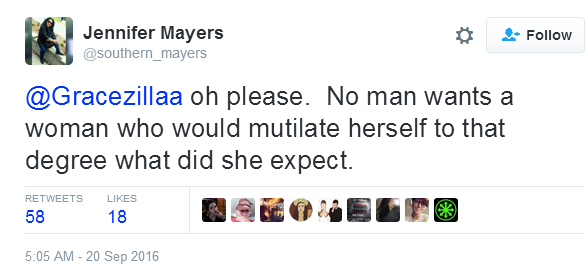 Jennifer Mayers
@southern_mayers
Follow
@Gracezillaa oh please.  No man wants a
woman who would mutilate herself to that
degree what did she expect.
RETWEETS LIKES
58 18
5:05 AM - 20 Sep 2016